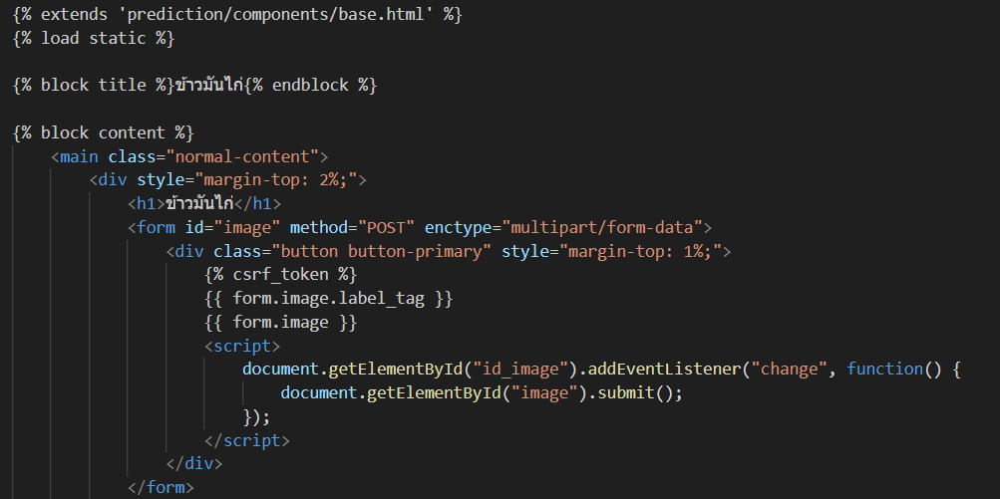 {% extends 'prediction/components/base.html' %}
{% load static %}
{% block title %}ข้าวมันไก่{% endblock %}
{% block content %}
<main class="normal-content">
<div style="margin-top: 2%;">
<h1>ข้าวมันไก่</h1>
<form id="image" method="POST" enctype="multipart/form-data">
<div class="button button-primary" style="margin-top: 1%;">
{% csrf_token %}
{{ form.image.label_tag }}
{{ form.image }}
<script>
document.getElementById("id_image").addEventListener("change", function() {
document.getElementById("image").submit();
});
</script>
</div>
</form>